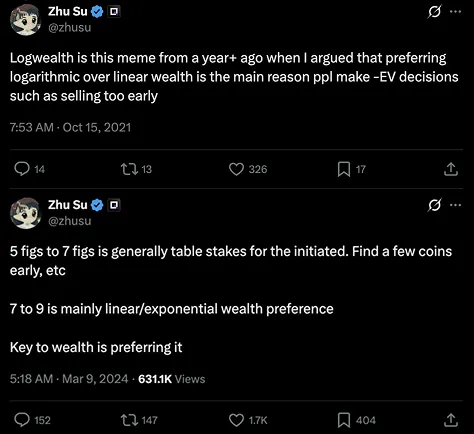 Zhu Su
@zhusu
Logwealth is this meme from a year+ ago when I argued that preferring
logarithmic over linear wealth is the main reason ppl make -EV decisions
such as selling too early
7:53 AM · Oct 15, 2021
14 13 326 17
Zhu Su
@zhusu
5 figs to 7 figs is generally table stakes for the initiated. Find a few coins
early, etc
7 to 9 is mainly linear/exponential wealth preference
Key to wealth is preferring it
5:18 AM · Mar 9, 2024 · 631.1K Views
152 147 1.7K 404